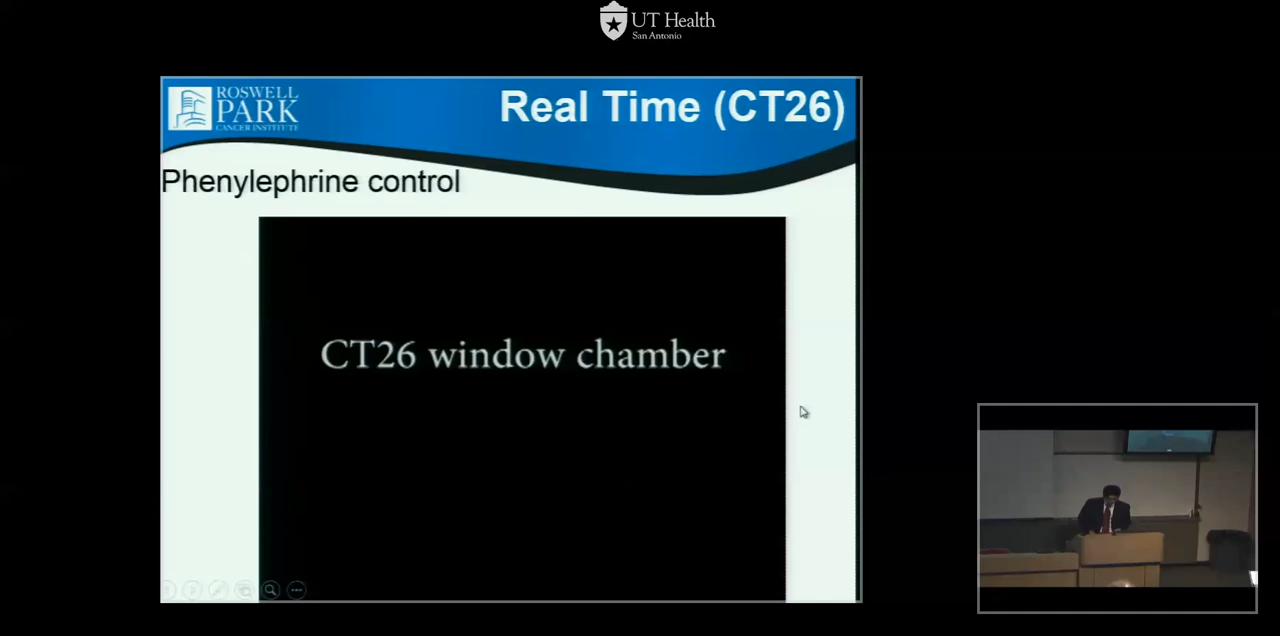 UT Health
San Antonio
ROSWELL
PARK
CANCER INSTITUTE
Real Time (CT26)
Phenylephrine control
CT26 window chamber